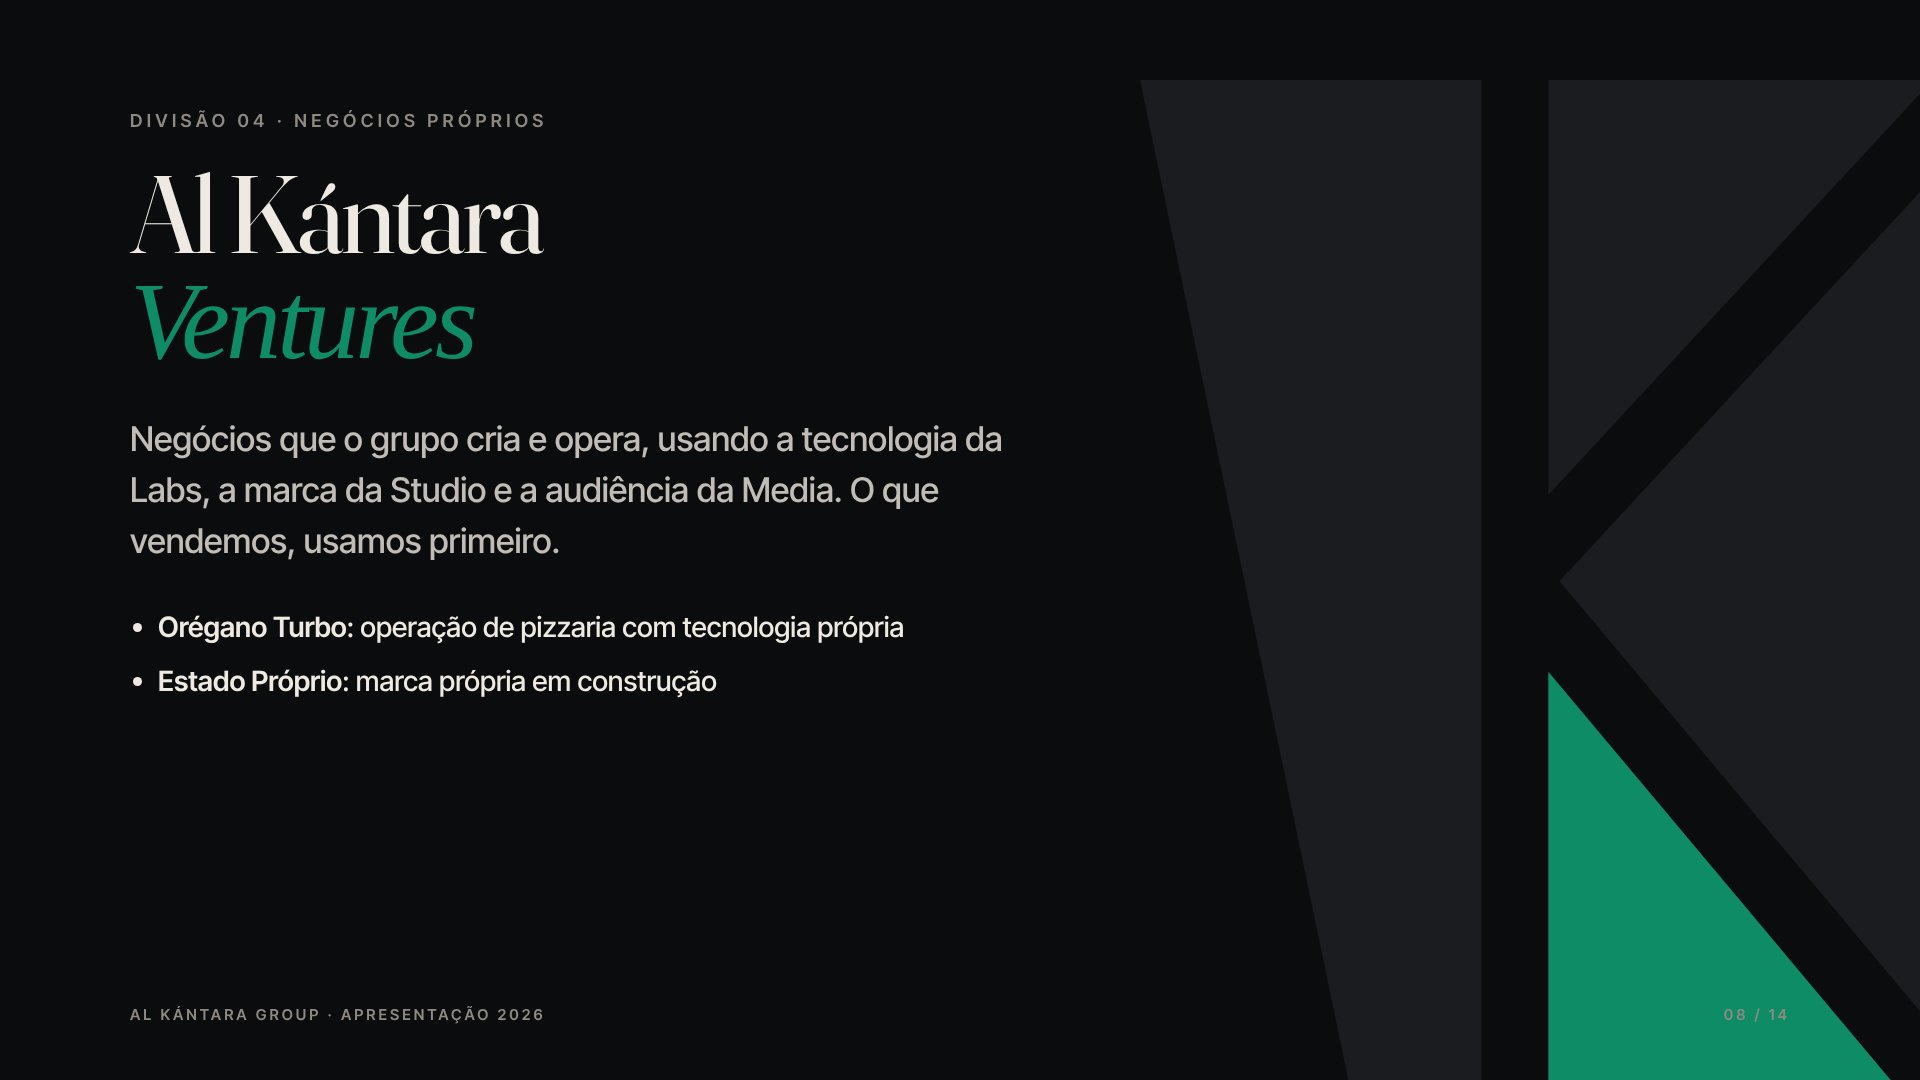 DIVISÃO 04 · NEGÓCIOS PRÓPRIOS
Al Kántara
Ventures
Negócios que o grupo cria e opera, usando a tecnologia da
Labs, a marca da Studio e a audiência da Media. O que
vendemos, usamos primeiro.
• Orégano Turbo: operação de pizzaria com tecnologia própria
• Estado Próprio: marca própria em construção
AL KÁNTARA GROUP · APRESENTAÇÃO 2026
08 / 14